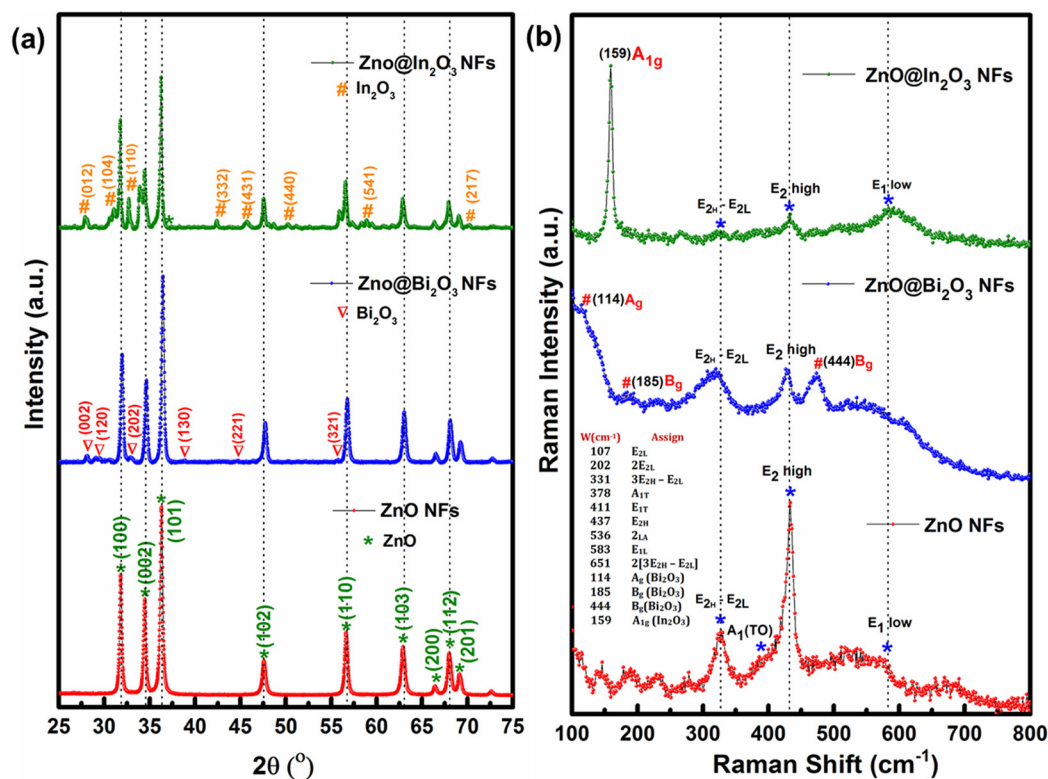 (a)
Intensity (a.u.)
Zno@In₂O₃ NFs
# In₂O₃
#(012)
#(104)
#(110)
#(332)
#(431)
#(440)
#(541)
#(217)
#
Zno@Bi₂O₃ NFs
▽ Bi₂O₃
(002)
(120)
(202)
(130)
(221)
(321)
ZnO NFs
* ZnO
*(100)
*(002)
*(101)
*(102)
*(110)
*(103)
*(200)
*(112)
*(201)
25 30 35 40 45 50 55 60 65 70 75
2θ (°)
(b)
Raman Intensity (a.u.)
(159)A₁g
ZnO@In₂O₃ NFs
E₂H - E₂L
E₂ high
E₁ low
ZnO@Bi₂O₃ NFs
#(114)Ag
#(185)Bg
E₂H - E₂L
E₂ high
#(444)Bg
W(cm⁻¹) Assign
107 E₂L
202 2E₂L
331 3E₂H – E₂L
378 A₁T
411 E₁T
437 E₂H
536 2LA
583 E₁L
651 2[3E₂H – E₂L]
114 Ag (Bi₂O₃)
185 Bg (Bi₂O₃)
444 Bg(Bi₂O₃)
159 A₁g (In₂O₃)
E₂ high
ZnO NFs
E₂H - E₂L
A₁(TO)
E₁ low
100 200 300 400 500 600 700 800
Raman Shift (cm⁻¹)